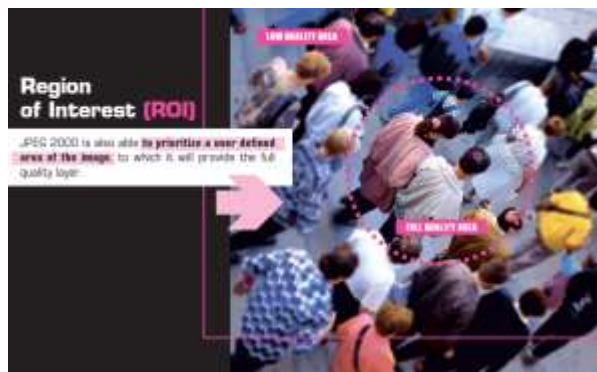 LOW QUALITY AREA
Region
of Interest (ROI)
JPEG 2000 is also able to prioritize a user defined
area of the image, to which it will provide the full
quality layer.
FULL QUALITY AREA